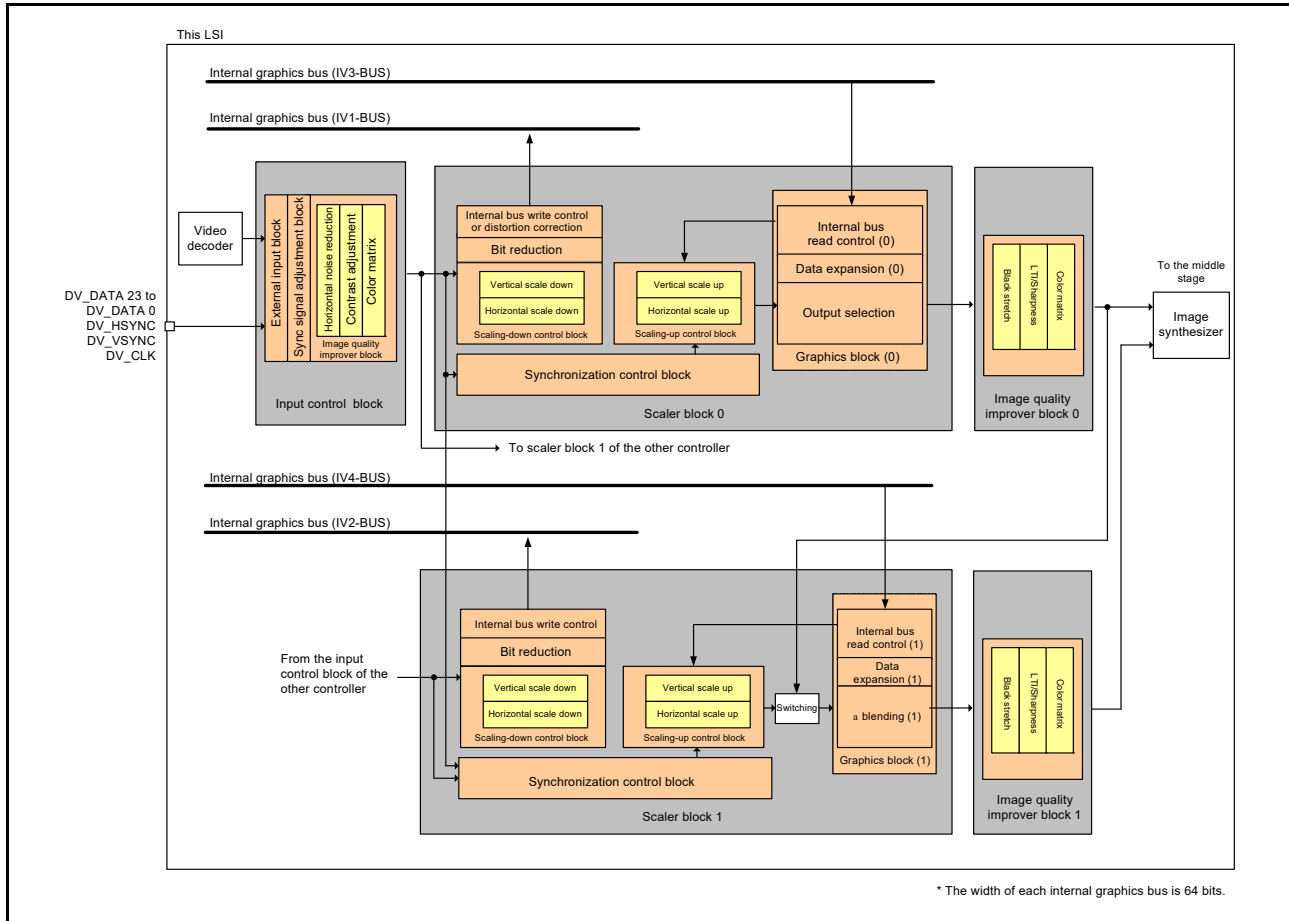 This LSI
Internal graphics bus (IV3-BUS)
Internal graphics bus (IV1-BUS)
Video
decoder
DV_DATA 23 to
DV_DATA 0
DV_HSYNC
DV_VSYNC
DV_CLK
External input block
Sync signal adjustment block
Horizontal noise reduction
Contrast adjustment
Color matrix
Image quality
improver block
Input control block
Internal bus write control
or distortion correction
Bit reduction
Vertical scale down
Horizontal scale down
Scaling-down control block
Vertical scale up
Horizontal scale up
Scaling-up control block
Synchronization control block
Internal bus
read control (0)
Data expansion (0)
Output selection
Graphics block (0)
Scaler block 0
Black stretch
LTI/Sharpness
Color matrix
Image quality
improver block 0
To the middle
stage
Image
synthesizer
To scaler block 1 of the other controller
Internal graphics bus (IV4-BUS)
Internal graphics bus (IV2-BUS)
From the input
control block of the
other controller
Internal bus write control
Bit reduction
Vertical scale down
Horizontal scale down
Scaling-down control block
Vertical scale up
Horizontal scale up
Scaling-up control block
Switching
Synchronization control block
Internal bus
read control (1)
Data
expansion (1)
a blending (1)
Graphics block (1)
Scaler block 1
Black stretch
LTI/Sharpness
Color matrix
Image quality
improver block 1
* The width of each internal graphics bus is 64 bits.